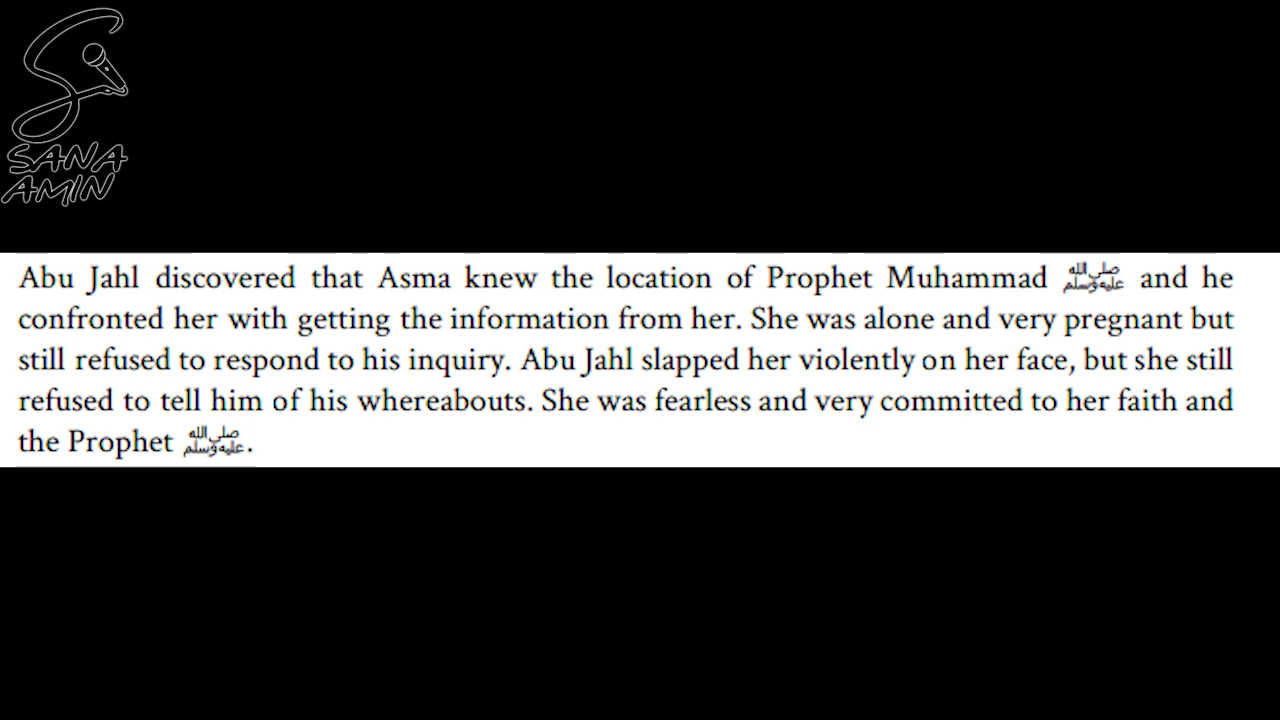 SANA
AMIN
Abu Jahl discovered that Asma knew the location of Prophet Muhammad ﷺ and he
confronted her with getting the information from her. She was alone and very pregnant but
still refused to respond to his inquiry. Abu Jahl slapped her violently on her face, but she still
refused to tell him of his whereabouts. She was fearless and very committed to her faith and
the Prophet ﷺ.